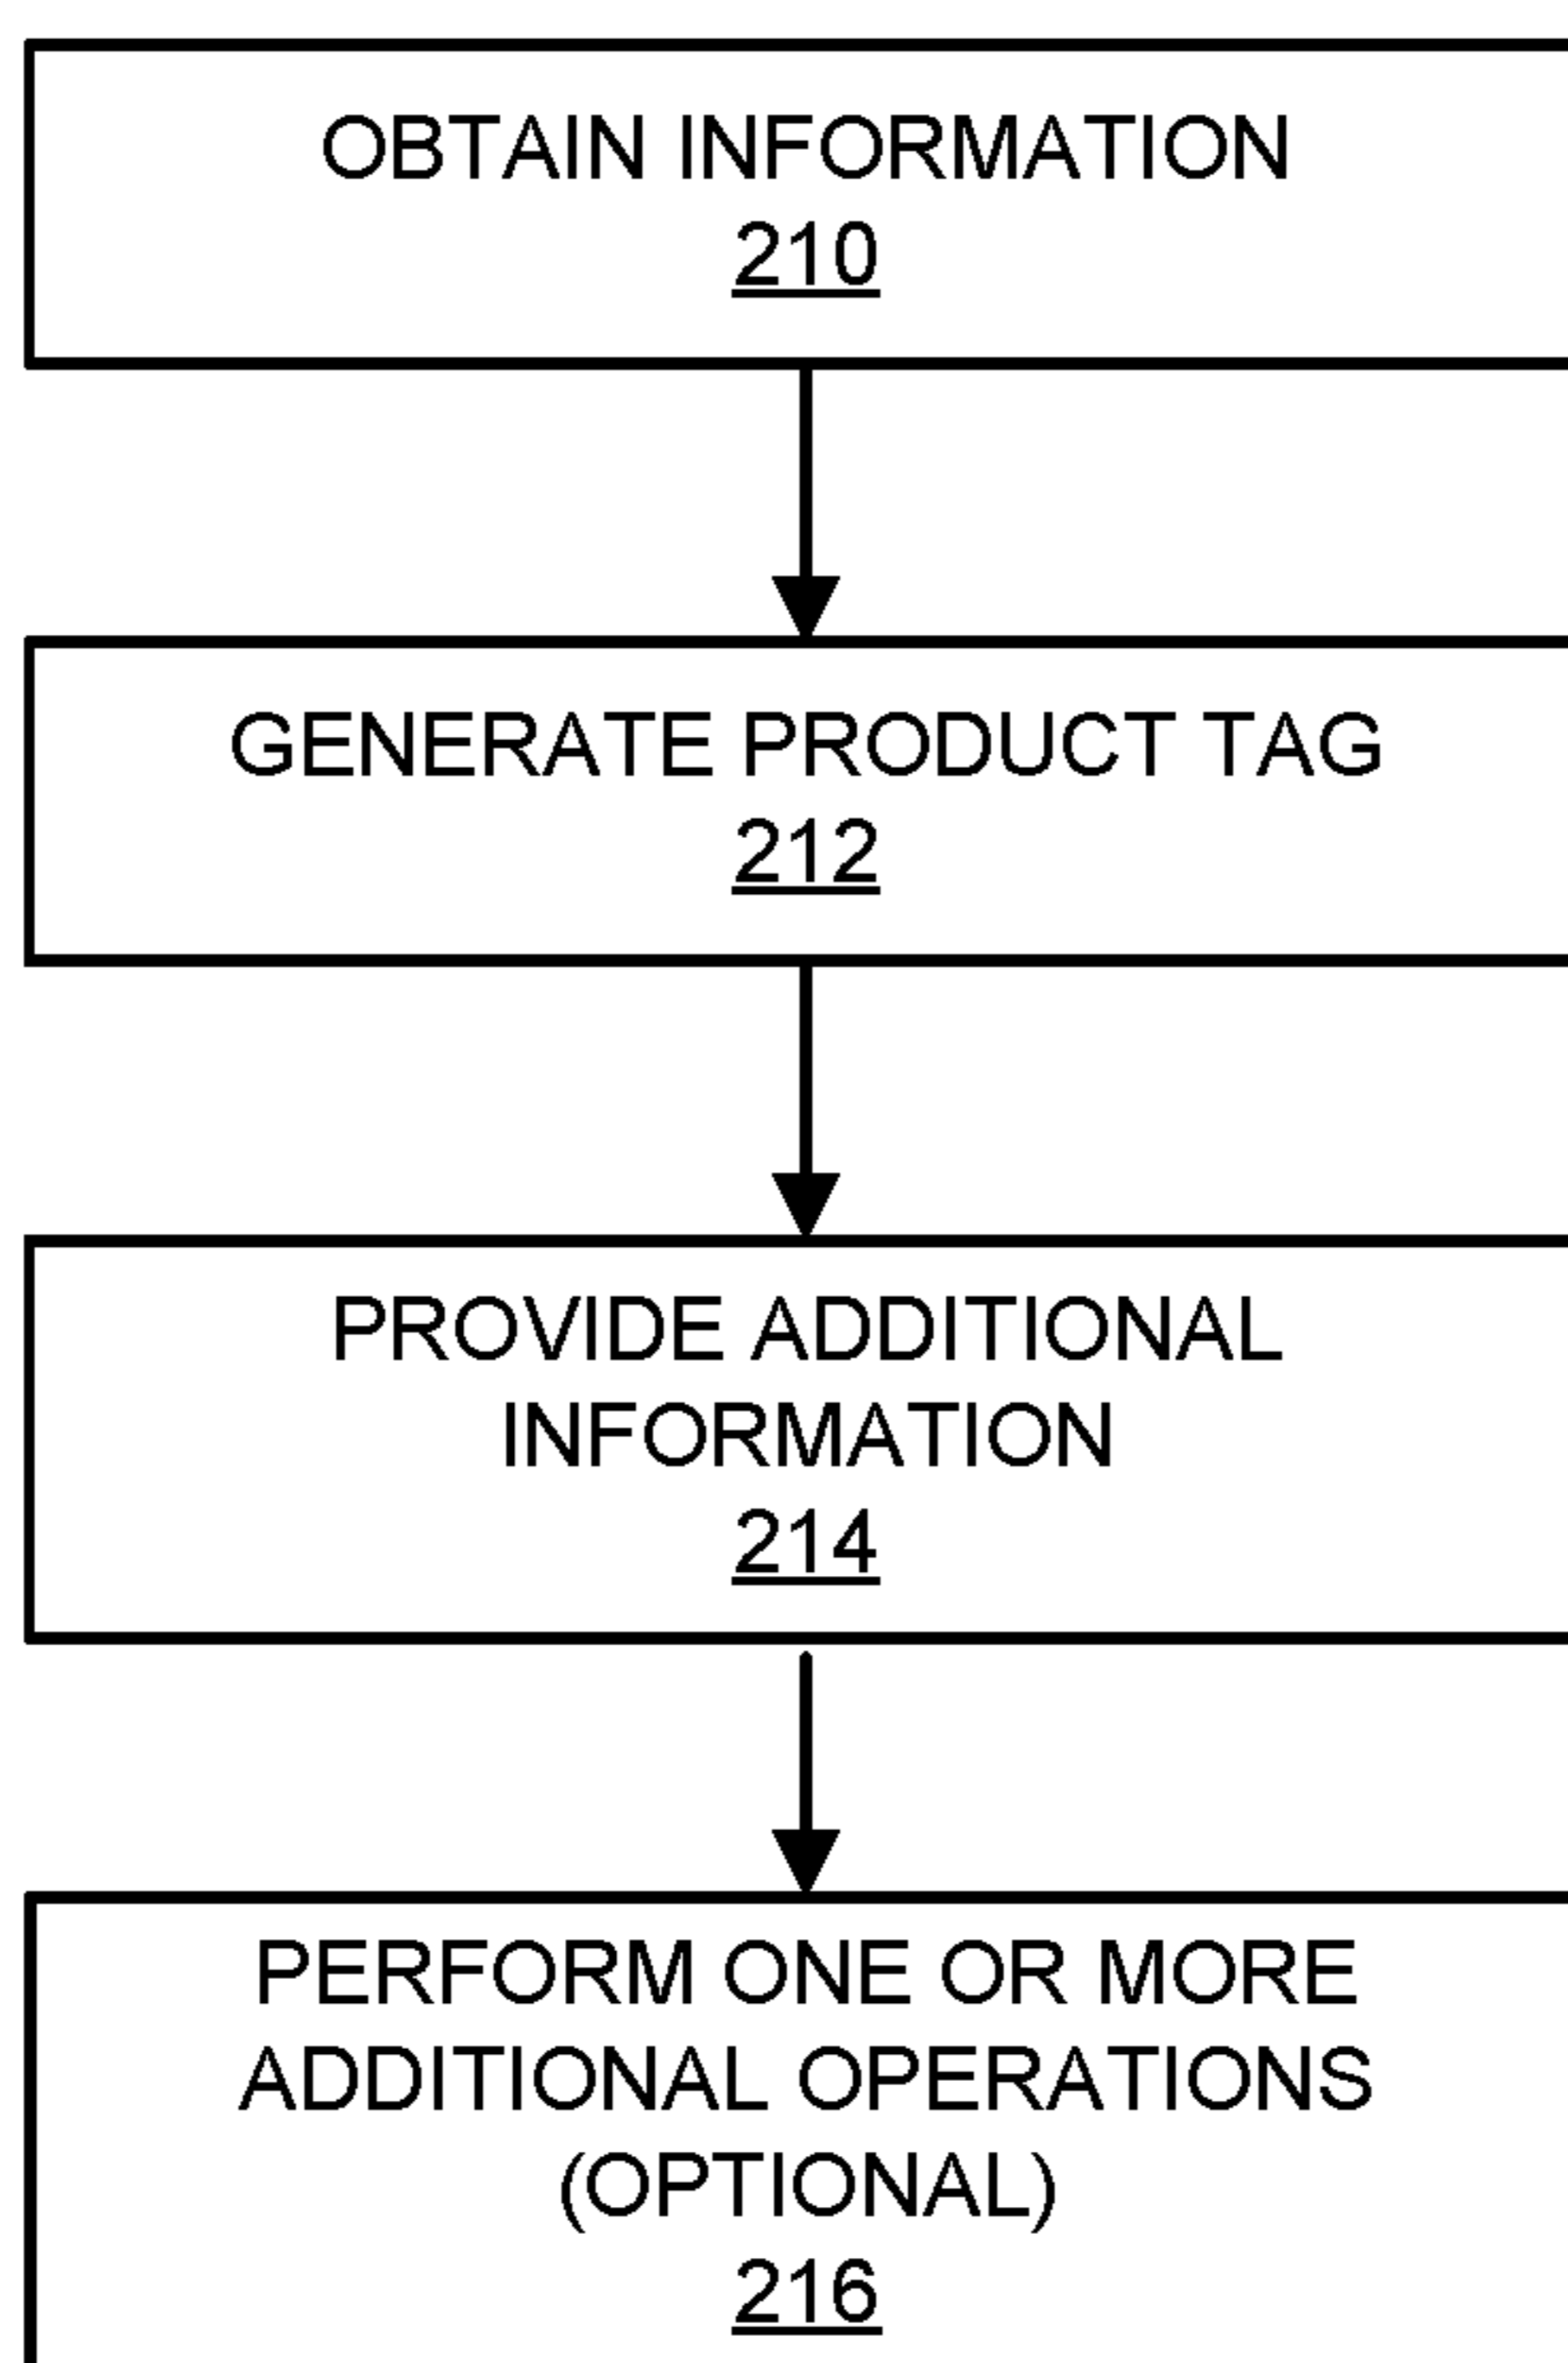 OBTAIN INFORMATION
210
GENERATE PRODUCT TAG
212
PROVIDE ADDITIONAL
INFORMATION
214
PERFORM ONE OR MORE
ADDITIONAL OPERATIONS
(OPTIONAL)
216